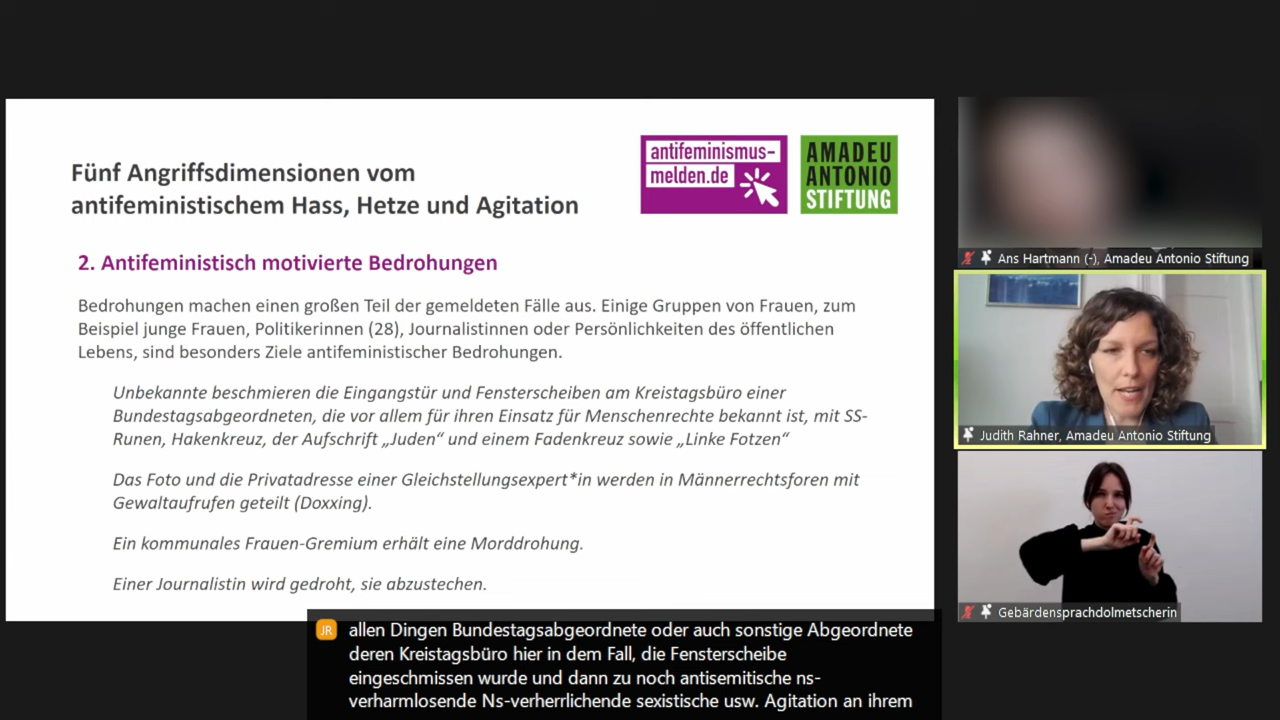 Fünf Angriffsdimensionen vom
antifeministischem Hass, Hetze und Agitation
antifeminismus-
melden.de
AMADEU
ANTONIO
STIFTUNG
2. Antifeministisch motivierte Bedrohungen
Bedrohungen machen einen großen Teil der gemeldeten Fälle aus. Einige Gruppen von Frauen, zum
Beispiel junge Frauen, Politikerinnen (28), Journalistinnen oder Persönlichkeiten des öffentlichen
Lebens, sind besonders Ziele antifeministischer Bedrohungen.
Unbekannte beschmieren die Eingangstür und Fensterscheiben am Kreistagsbüro einer
Bundestagsabgeordneten, die vor allem für ihren Einsatz für Menschenrechte bekannt ist, mit SS-
Runen, Hakenkreuz, der Aufschrift „Juden“ und einem Fadenkreuz sowie „Linke Fotzen“
Das Foto und die Privatadresse einer Gleichstellungsexpert*in werden in Männerrechtsforen mit
Gewaltaufrufen geteilt (Doxxing).
Ein kommunales Frauen-Gremium erhält eine Morddrohung.
Einer Journalistin wird gedroht, sie abzustechen.
JR
allen Dingen Bundestagsabgeordnete oder auch sonstige Abgeordnete
deren Kreistagsbüro hier in dem Fall, die Fensterscheibe
eingeschmissen wurde und dann zu noch antisemitische ns-
verharmlosende Ns-verherrlichende sexistische usw. Agitation an ihrem
Ans Hartmann (-), Amadeu Antonio Stiftung
Judith Rahner, Amadeu Antonio Stiftung
Gebärdensprachdolmetscherin